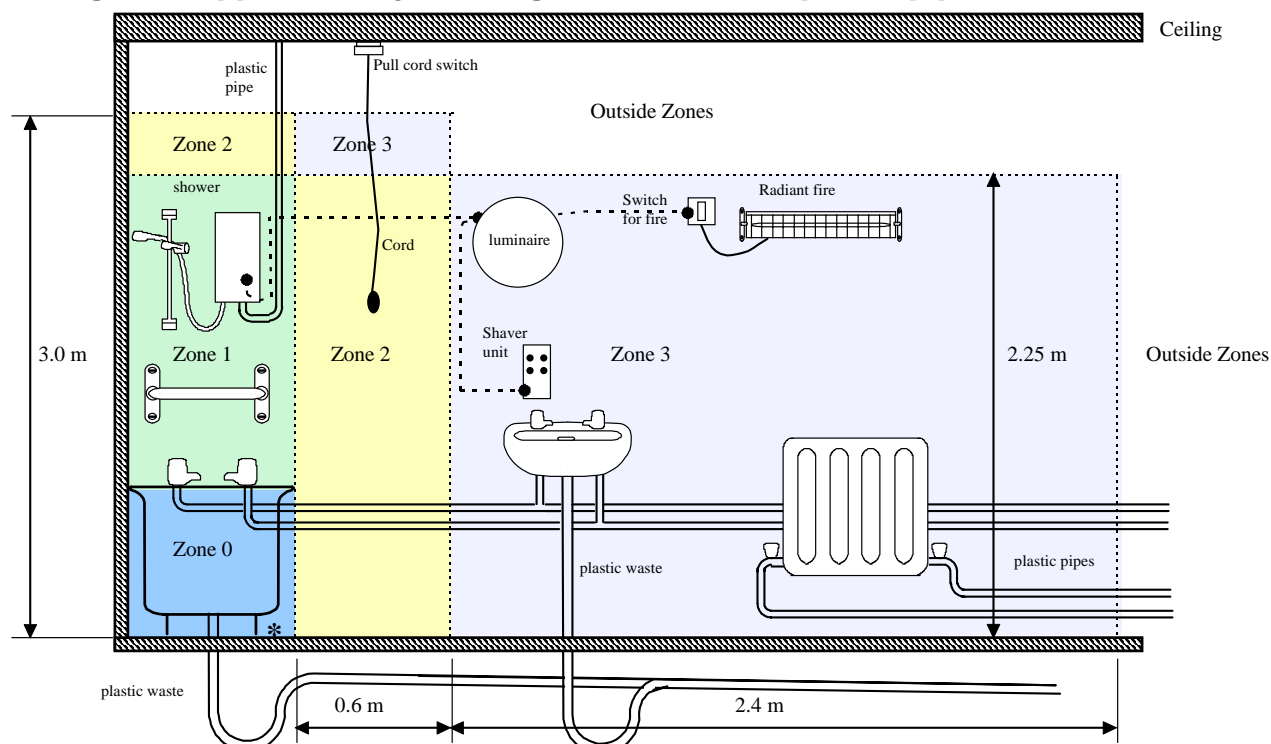 Ceiling
plastic
pipe
Pull cord switch
Outside Zones
Zone 2
Zone 3
shower
Switch
for fire
Radiant fire
luminaire
Cord
Shaver
unit
3.0 m
Zone 1
Zone 2
Zone 3
2.25 m
Outside Zones
Zone 0
*
plastic waste
plastic pipes
plastic waste
0.6 m
2.4 m